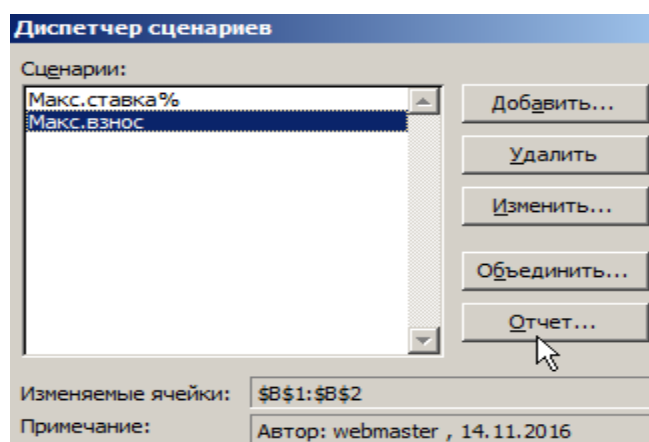 Диспетчер сценариев
Сценарии:
Макс.ставка%
Макс.взнос
Добавить...
Удалить
Изменить...
Объединить...
Отчет...
Изменяемые ячейки: $B$1:$B$2
Примечание: Автор: webmaster , 14.11.2016